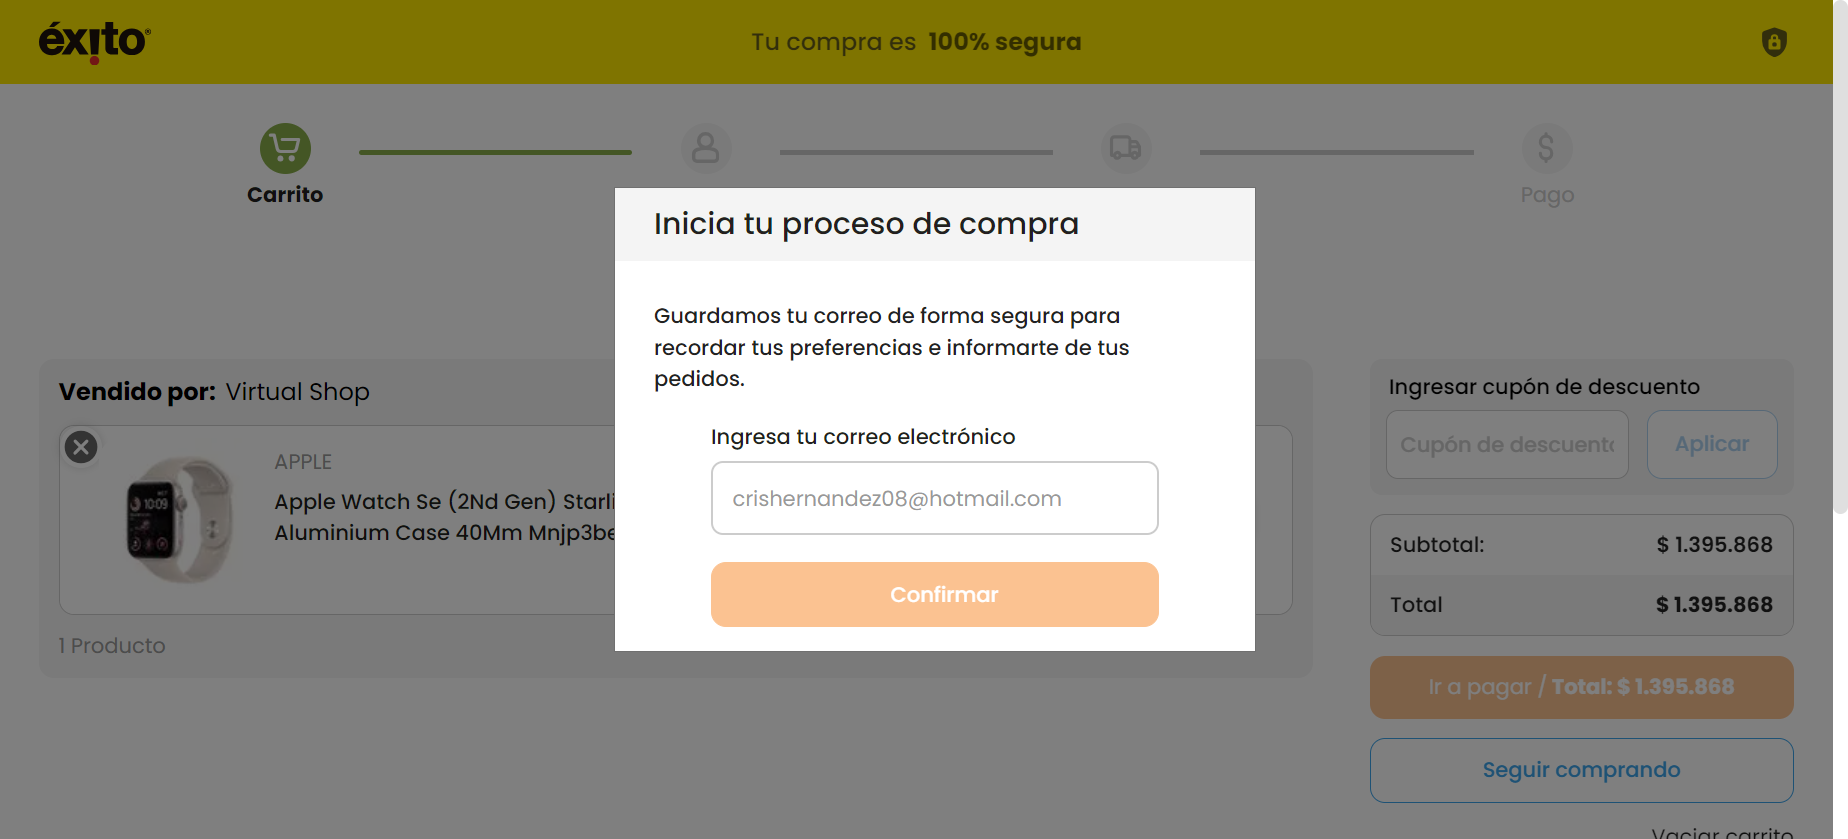 éxito
Tu compra es 100% segura
Carrito
Pago
Inicia tu proceso de compra
Guardamos tu correo de forma segura para
recordar tus preferencias e informarte de tus
pedidos.
Ingresa tu correo electrónico
crishernandez08@hotmail.com
Confirmar
Vendido por: Virtual Shop
APPLE
Apple Watch Se (2Nd Gen) Starli
Aluminium Case 40Mm Mnjp3be
10:09
1 Producto
Ingresar cupón de descuento
Cupón de descuento
Aplicar
Subtotal: $ 1.395.868
Total $ 1.395.868
Ir a pagar / Total: $ 1.395.868
Seguir comprando
Vaciar carrito